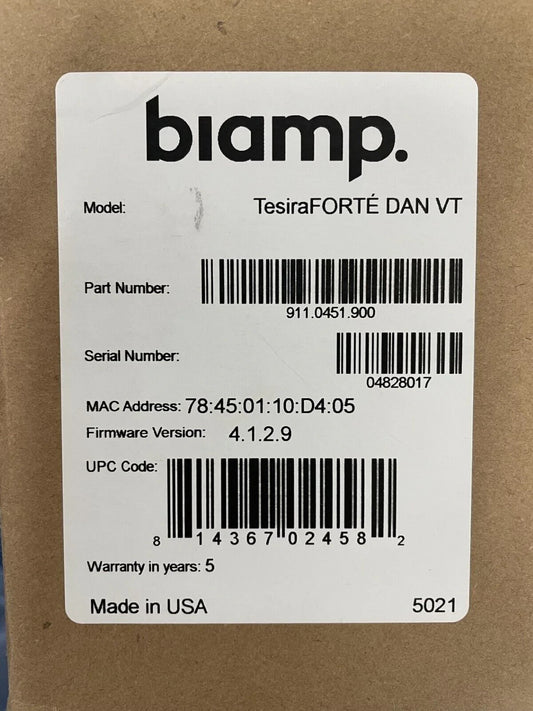 biamp.
Model: TesiraFORTÉ DAN VT
Part Number:
911.0451.900
Serial Number:
04828017
MAC Address: 78:45:01:10:D4:05
Firmware Version: 4.1.2.9
UPC Code:
8 14367 02458 2
Warranty in years: 5
Made in USA 5021